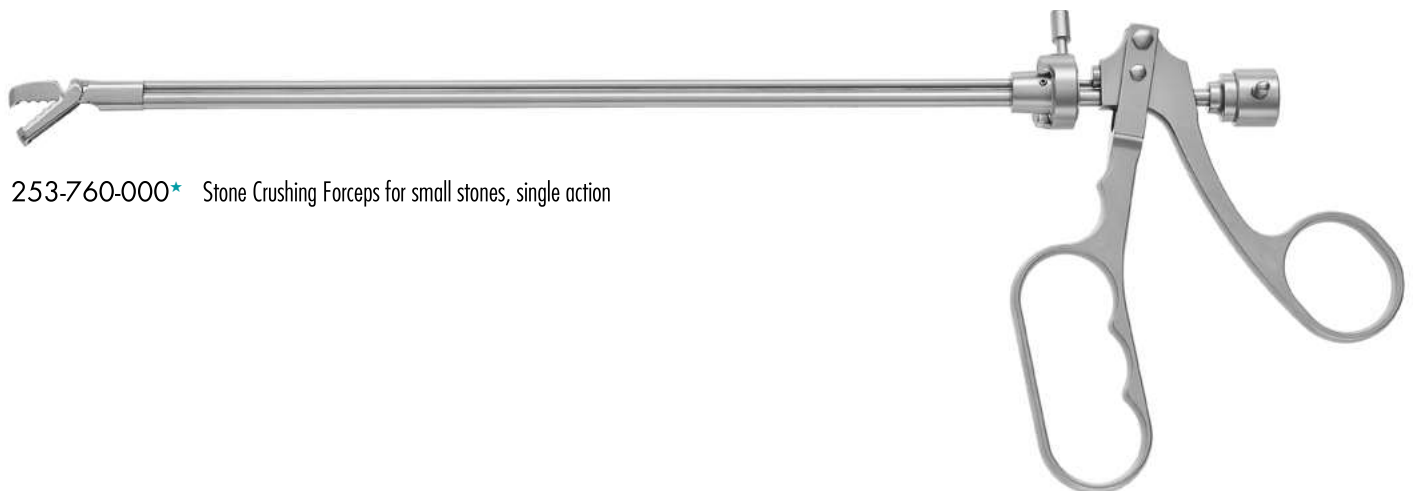 253-760-000★ Stone Crushing Forceps for small stones, single action